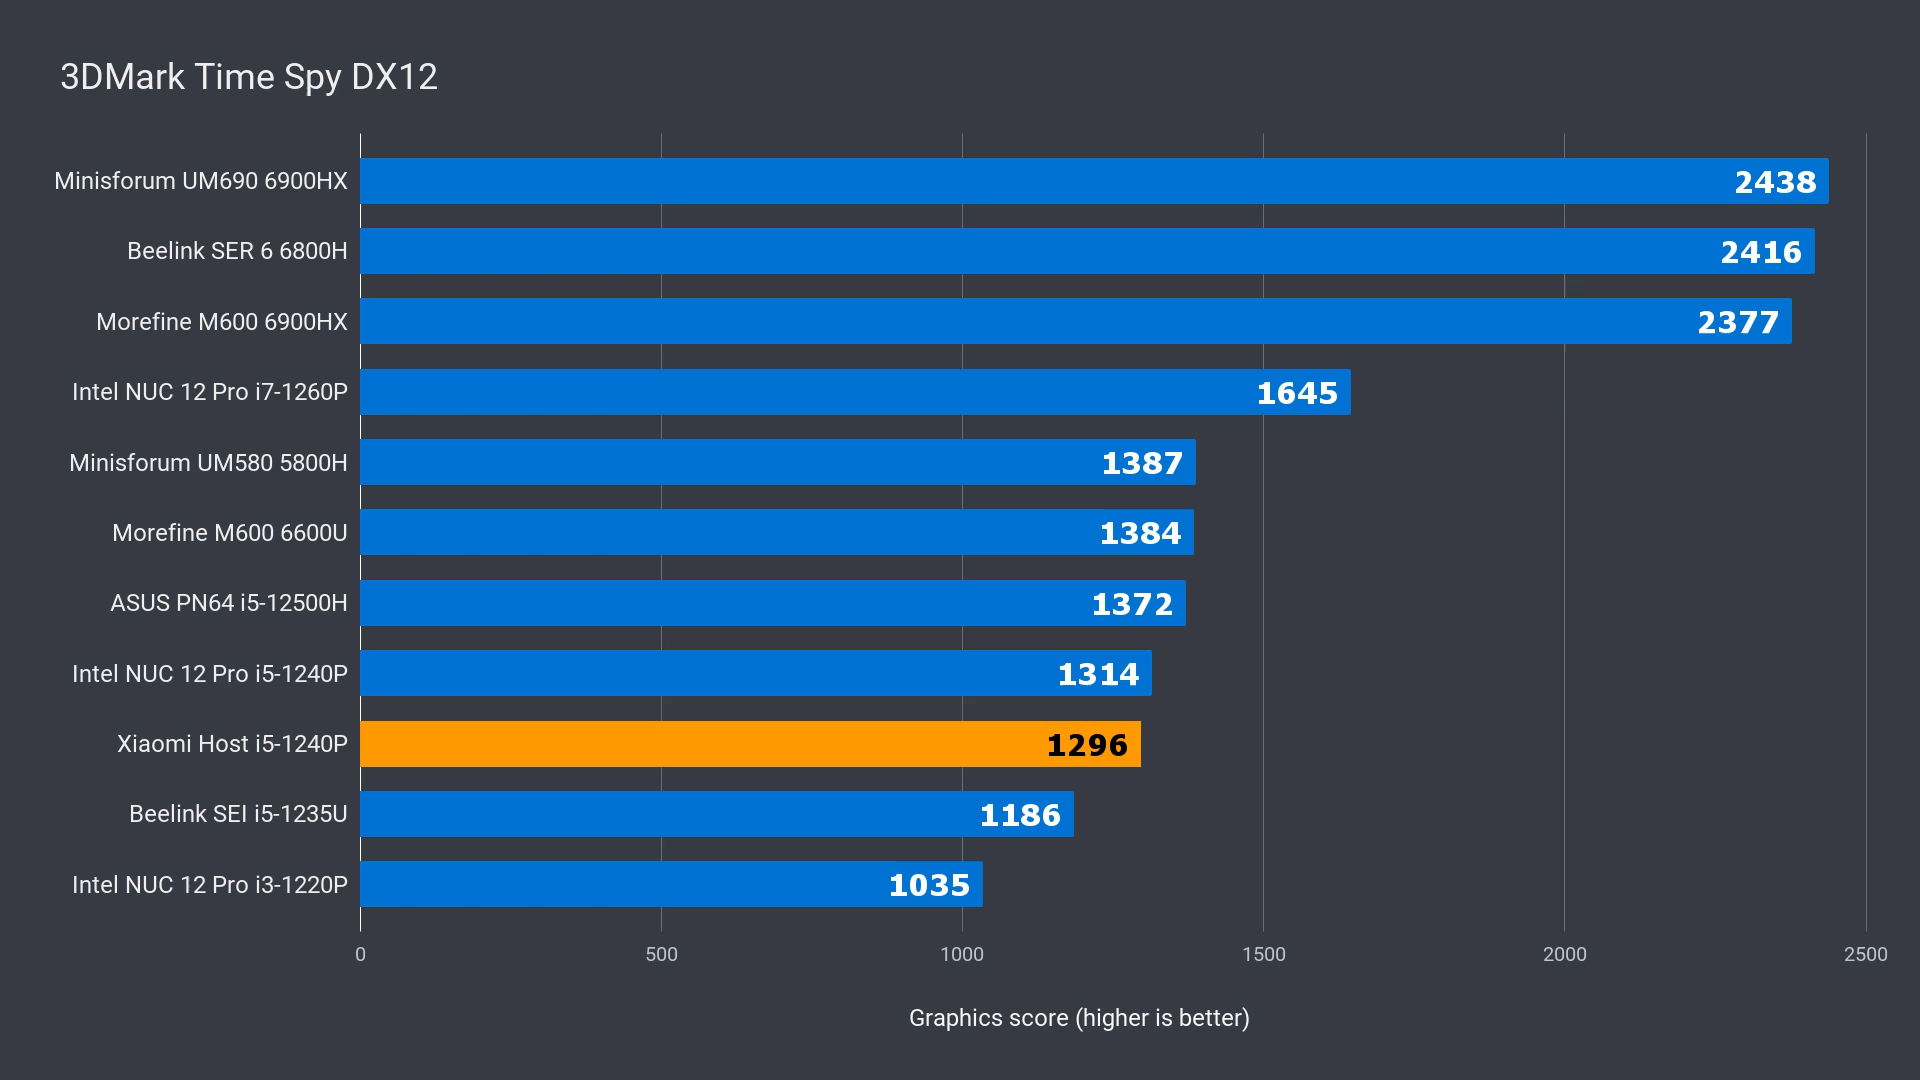 3DMark Time Spy DX12
Minisforum UM690 6900HX 2438
Beelink SER 6 6800H 2416
Morefine M600 6900HX 2377
Intel NUC 12 Pro i7-1260P 1645
Minisforum UM580 5800H 1387
Morefine M600 6600U 1384
ASUS PN64 i5-12500H 1372
Intel NUC 12 Pro i5-1240P 1314
Xiaomi Host i5-1240P 1296
Beelink SEI i5-1235U 1186
Intel NUC 12 Pro i3-1220P 1035
0 500 1000 1500 2000 2500
Graphics score (higher is better)